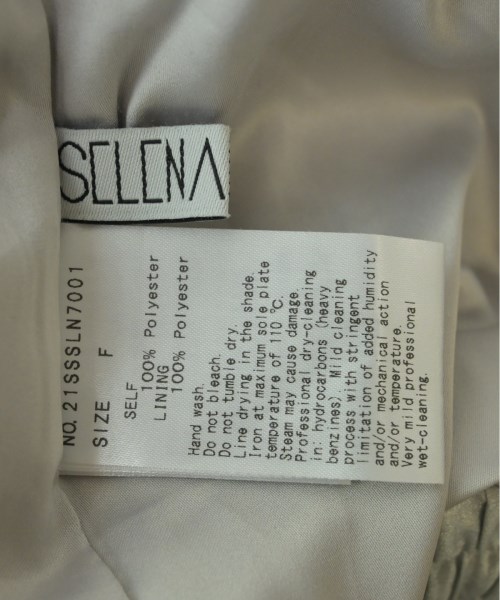 SELENA
NO. 21SSSLN7001
SIZE F
SELF
100% Polyester
LINING
100% Polyester
Hand wash.
Do not bleach.
Do not tumble dry.
Line drying in the shade.
Iron at maximum sole plate
temperature of 110 ℃.
Steam may cause damage.
Professional dry-cleaning
in: hydrocarbons (heavy
benzines). Mild cleaning
process with stringent
limitation of added humidity
and/or mechanical action
and/or temperature.
Very mild professional
wet-cleaning.